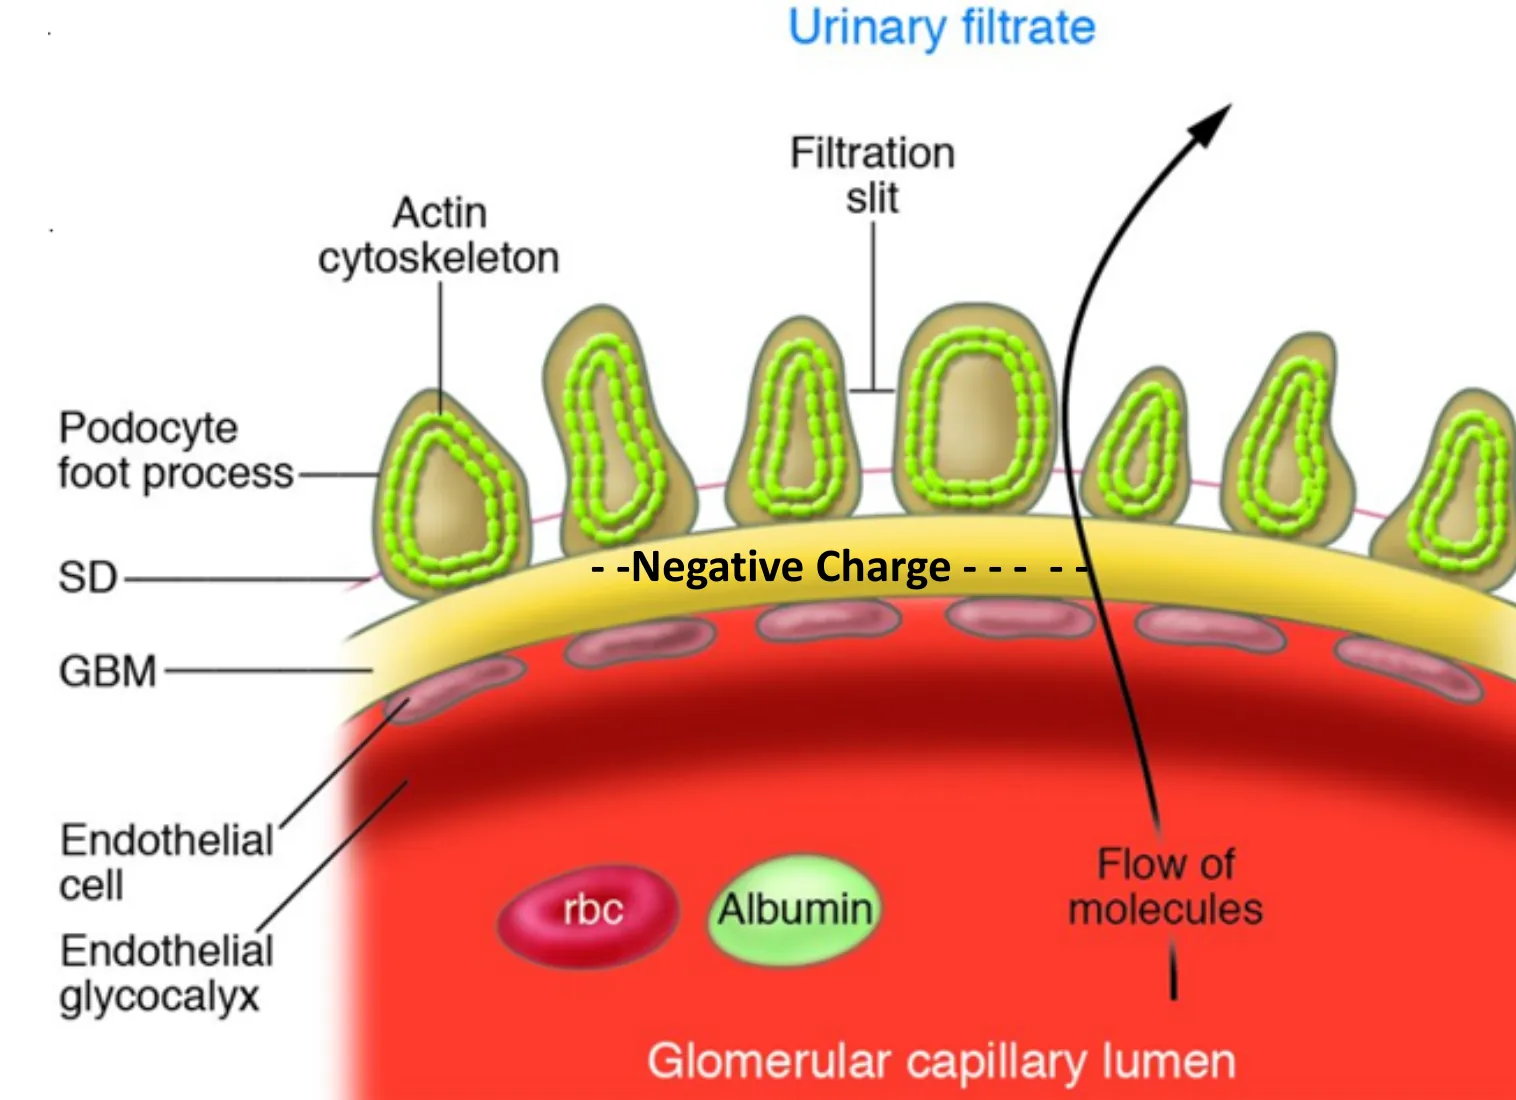 Urinary filtrate
Filtration
slit
Actin
cytoskeleton
Podocyte
foot process
- -Negative Charge - - - - -
SD
GBM
Endothelial
cell
Endothelial
glycocalyx
rbc
Albumin
Flow of
molecules
Glomerular capillary lumen